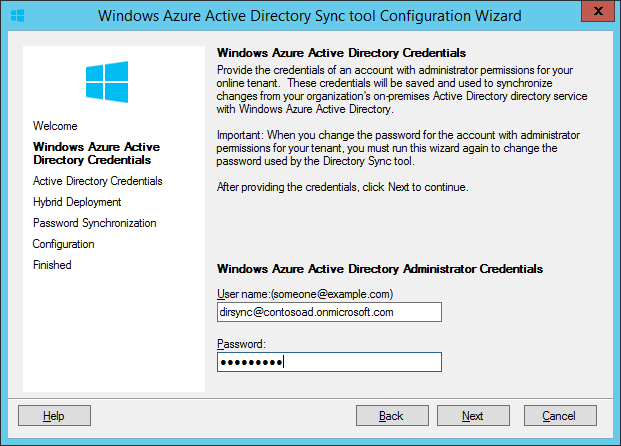 Windows Azure Active Directory Sync tool Configuration Wizard
x
Welcome
Windows Azure Active
Directory Credentials
Active Directory Credentials
Hybrid Deployment
Password Synchronization
Configuration
Finished
Windows Azure Active Directory Credentials
Provide the credentials of an account with administrator permissions for your
online tenant.  These credentials will be saved and used to synchronize
changes from your organization's on-premises Active Directory directory service
with Windows Azure Active Directory.
Important: When you change the password for the account with administrator
permissions for your tenant, you must run this wizard again to change the
password used by the Directory Sync tool.
After providing the credentials, click Next to continue.
Windows Azure Active Directory Administrator Credentials
User name:(someone@example.com)
dirsync@contosoad.onmicrosoft.com
Password:
●●●●●●●●●
Help
Back
Next
Cancel